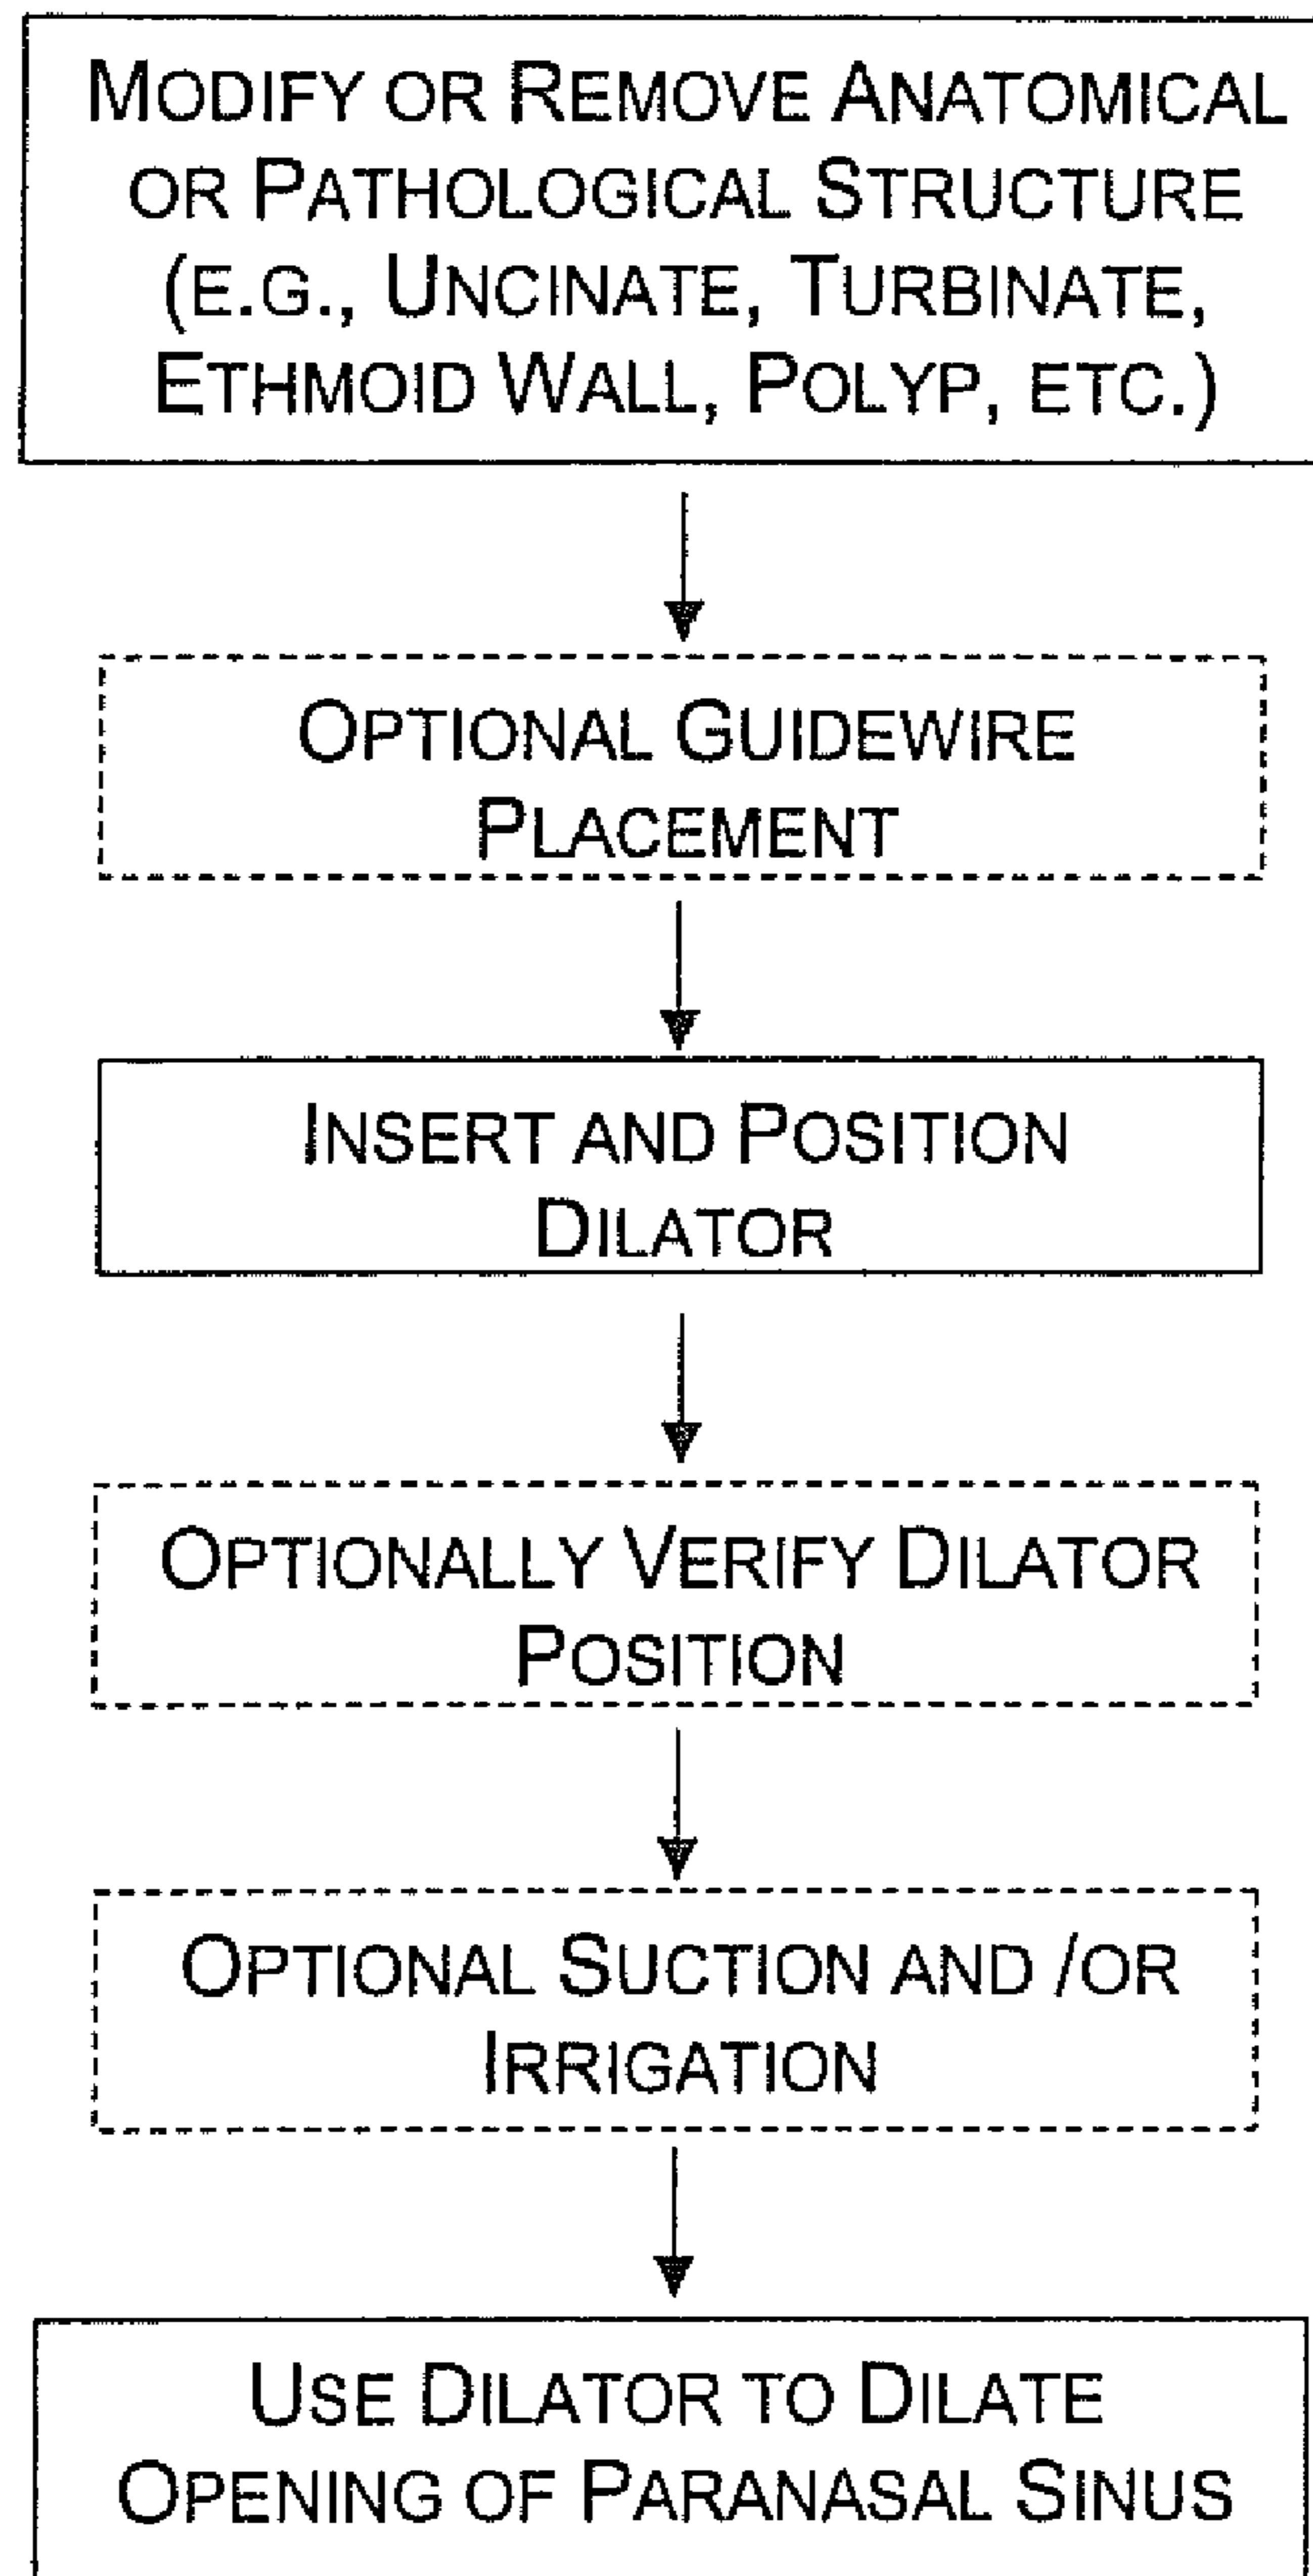 MODIFY OR REMOVE ANATOMICAL
OR PATHOLOGICAL STRUCTURE
(E.G., UNCINATE, TURBINATE,
ETHMOID WALL, POLYP, ETC.)
OPTIONAL GUIDEWIRE
PLACEMENT
INSERT AND POSITION
DILATOR
OPTIONALLY VERIFY DILATOR
POSITION
OPTIONAL SUCTION AND /OR
IRRIGATION
USE DILATOR TO DILATE
OPENING OF PARANASAL SINUS